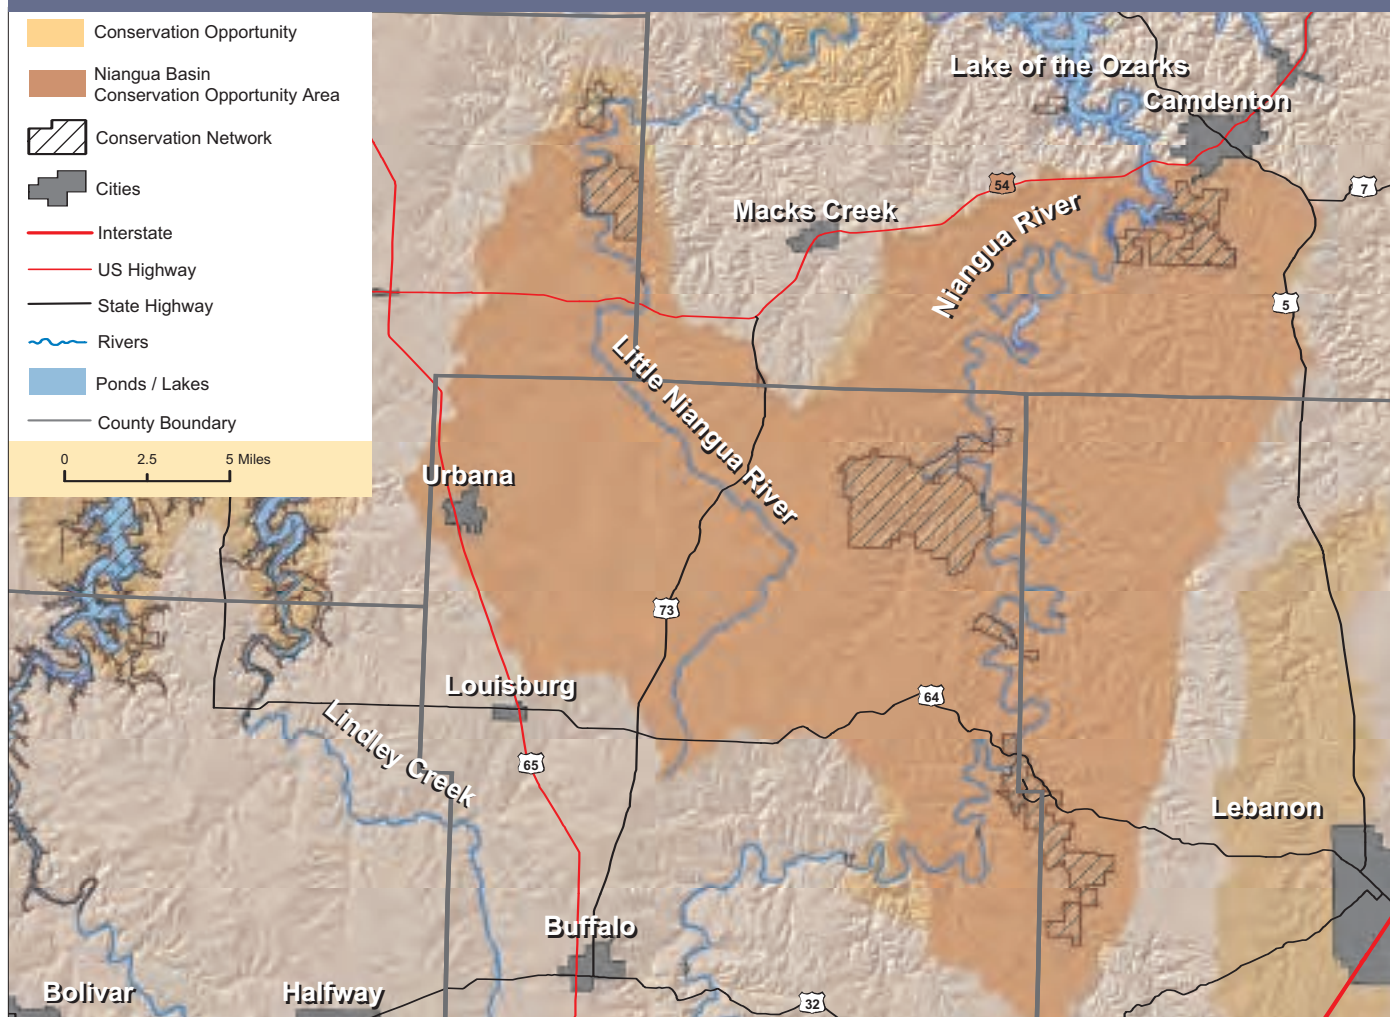 Conservation Opportunity
Niangua Basin
Conservation Opportunity Area
Conservation Network
Cities
Interstate
US Highway
State Highway
Rivers
Ponds / Lakes
County Boundary
0 2.5 5 Miles
Lake of the Ozarks
Camdenton
54
7
Macks Creek
Niangua River
5
Little Niangua River
Urbana
73
Louisburg
64
Lindley Creek
65
Lebanon
Buffalo
Bolivar
Halfway
32